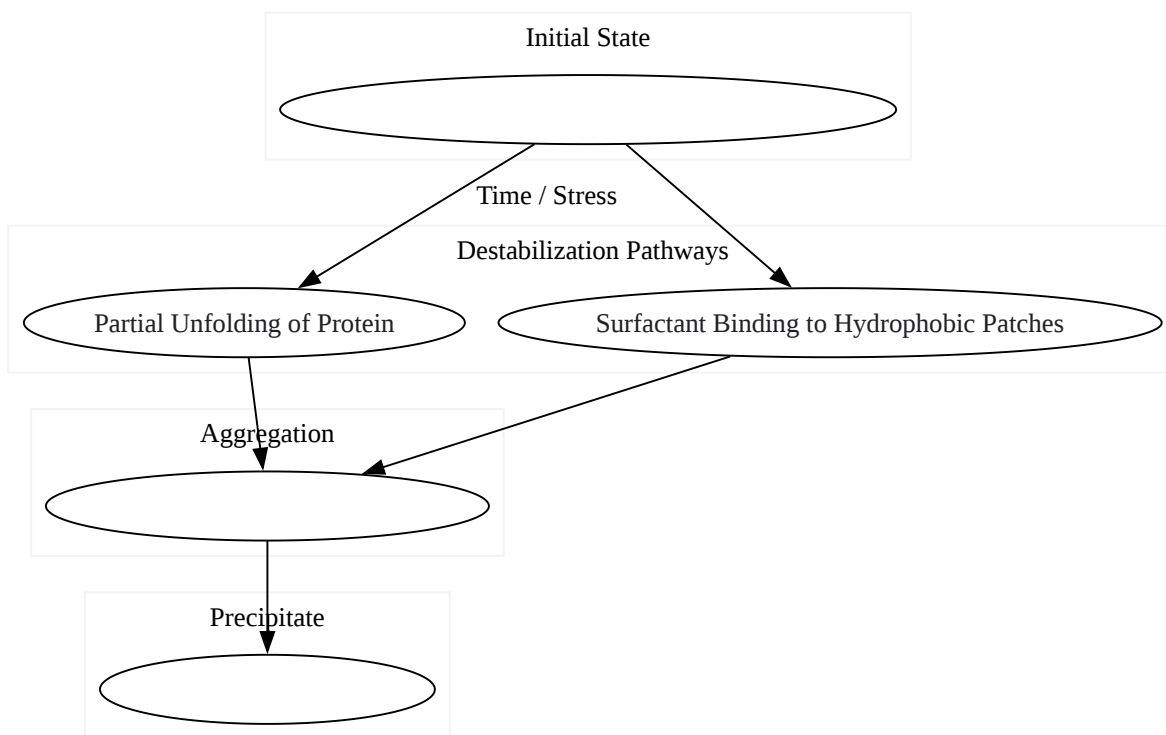 Initial State
Time / Stress
Destabilization Pathways
Partial Unfolding of Protein
Surfactant Binding to Hydrophobic Patches
Aggregation
Precipitate